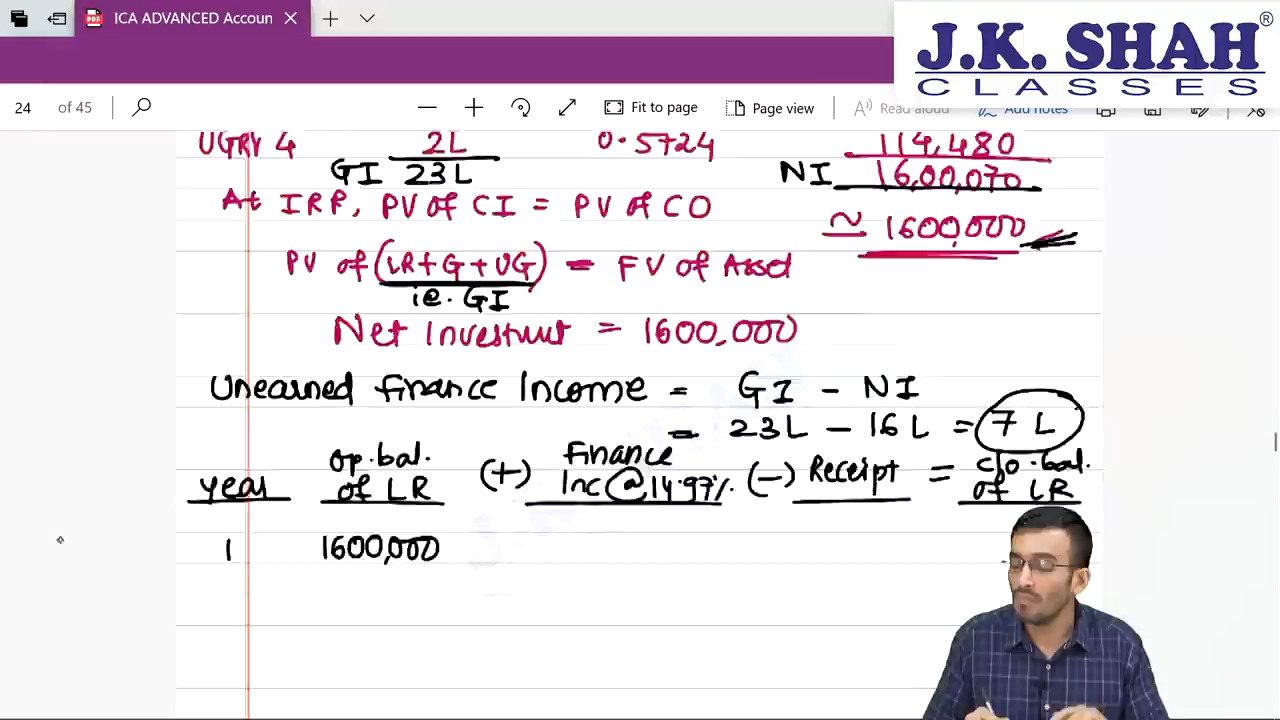 ICA ADVANCED Accoun
J.K. SHAH®
CLASSES
24 of 45 Fit to page Page view Read aloud Add notes
UGRV 4 2L 0.5724 114,480
GI 23L NI 16,00,070
At IRR, PV of CI = PV of CO ≈ 1600,000
PV of (LR+G+UG) = FV of Asset
ie. GI
Net Investment = 1600,000
Unearned finance Income = GI - NI
= 23L - 16L = 7L
year op.bal. of LR (+) Finance Inc@14.97%. (-) Receipt = clo.bal. of LR
1 1600,000